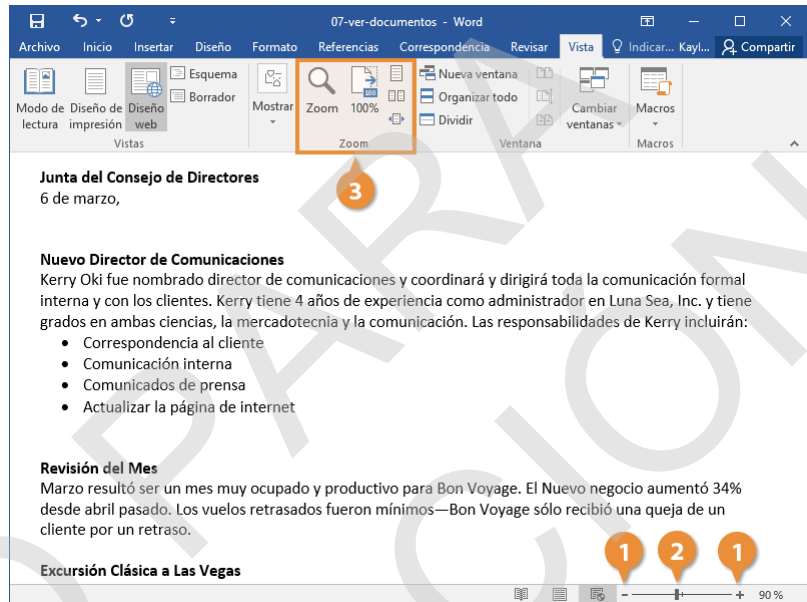 07-ver-documentos - Word
Archivo Inicio Insertar Diseño Formato Referencias Correspondencia Revisar Vista Indicar... Kayl... Compartir
Modo de lectura
Diseño de impresión
Diseño web
Esquema
Borrador
Vistas
Mostrar
Zoom
100
100%
Zoom
Nueva ventana
Organizar todo
Dividir
Cambiar ventanas
Ventana
Macros
Macros
3
Junta del Consejo de Directores
6 de marzo,
Nuevo Director de Comunicaciones
Kerry Oki fue nombrado director de comunicaciones y coordinará y dirigirá toda la comunicación formal
interna y con los clientes. Kerry tiene 4 años de experiencia como administrador en Luna Sea, Inc. y tiene
grados en ambas ciencias, la mercadotecnia y la comunicación. Las responsabilidades de Kerry incluirán:
• Correspondencia al cliente
• Comunicación interna
• Comunicados de prensa
• Actualizar la página de internet
Revisión del Mes
Marzo resultó ser un mes muy ocupado y productivo para Bon Voyage. El Nuevo negocio aumentó 34%
desde abril pasado. Los vuelos retrasados fueron mínimos—Bon Voyage sólo recibió una queja de un
cliente por un retraso.
Excursión Clásica a Las Vegas
1 2 1
- + 90 %